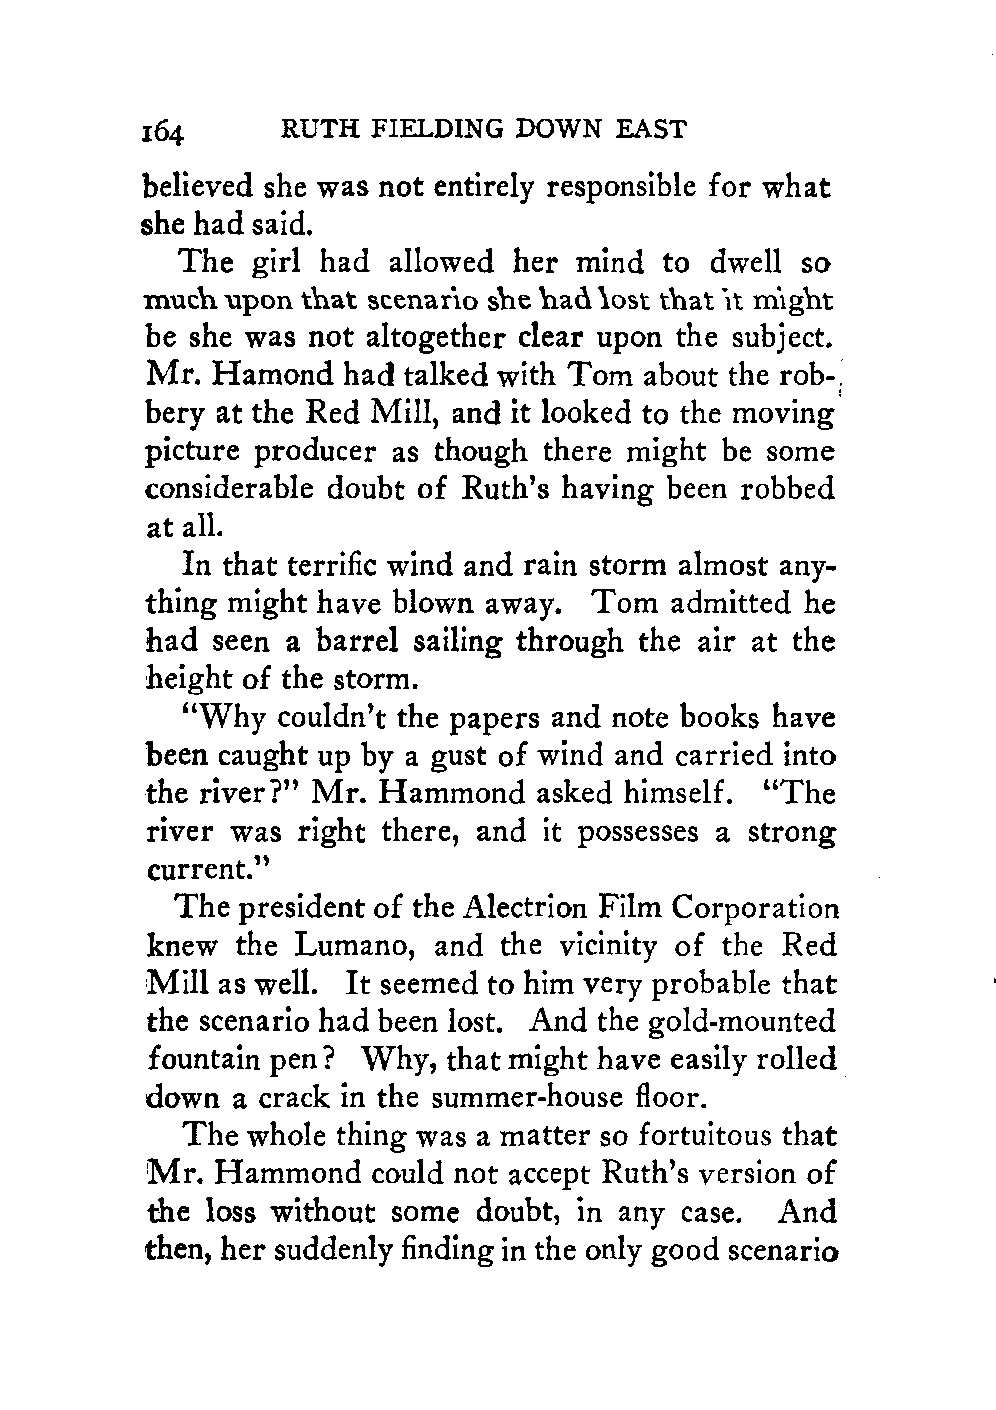 164 RUTH FIELDING DOWN EAST
believed she was not entirely responsible for what
she had said.
The girl had allowed her mind to dwell so
much upon that scenario she had lost that it might
be she was not altogether clear upon the subject.
Mr. Hamond had talked with Tom about the rob-
bery at the Red Mill, and it looked to the moving
picture producer as though there might be some
considerable doubt of Ruth's having been robbed
at all.
In that terrific wind and rain storm almost any-
thing might have blown away. Tom admitted he
had seen a barrel sailing through the air at the
height of the storm.
"Why couldn't the papers and note books have
been caught up by a gust of wind and carried into
the river?" Mr. Hammond asked himself. "The
river was right there, and it possesses a strong
current."
The president of the Alectrion Film Corporation
knew the Lumano, and the vicinity of the Red
Mill as well. It seemed to him very probable that
the scenario had been lost. And the gold-mounted
fountain pen? Why, that might have easily rolled
down a crack in the summer-house floor.
The whole thing was a matter so fortuitous that
Mr. Hammond could not accept Ruth's version of
the loss without some doubt, in any case. And
then, her suddenly finding in the only good scenario